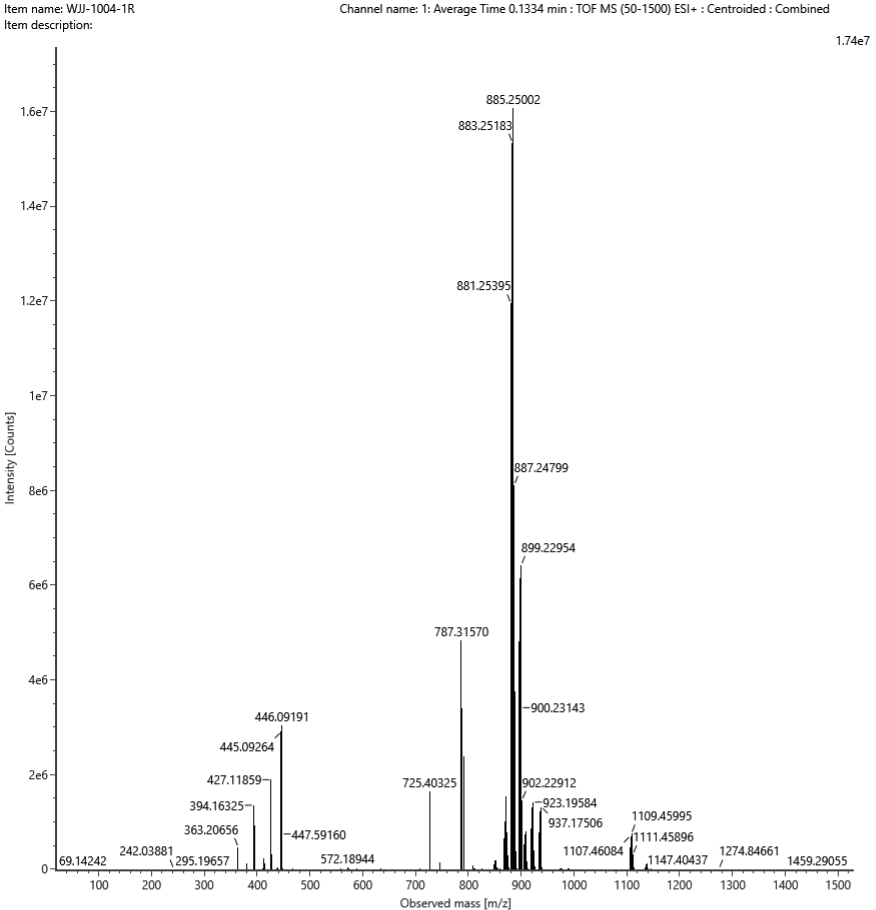 Item name: WJJ-1004-1R
Channel name: 1: Average Time 0.1334 min : TOF MS (50-1500) ESI+ : Centroided : Combined
Item description:
1.74e7
885.25002
1.6e7
883.25183
1.4e7
881.25395
1.2e7
1e7
887.24799
8e6
899.22954
6e6
787.31570
4e6
900.23143
446.09191
445.09264
2e6
427.11859
725.40325
902.22912
394.16325
923.19584
937.17506
1109.45995
363.20656
447.59160
1111.45896
242.03881
1107.46084
1274.84661
69.14242
295.19657
572.18944
1147.40437
1459.29055
0
100 200 300 400 500 600 700 800 900 1000 1100 1200 1300 1400 1500
Intensity [Counts]
Observed mass [m/z]